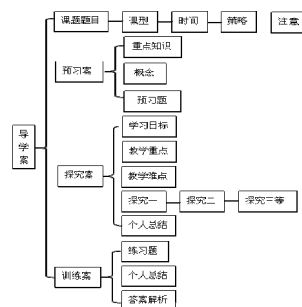 课题题目 课型 时间 策略 注意
重点知识
预习案 概念
预习题
导学案
学习目标
教学重点
探究案 教学难点
探究一 探究二 探究三等
个人总结
练习题
训练案 个人总结
答案解析